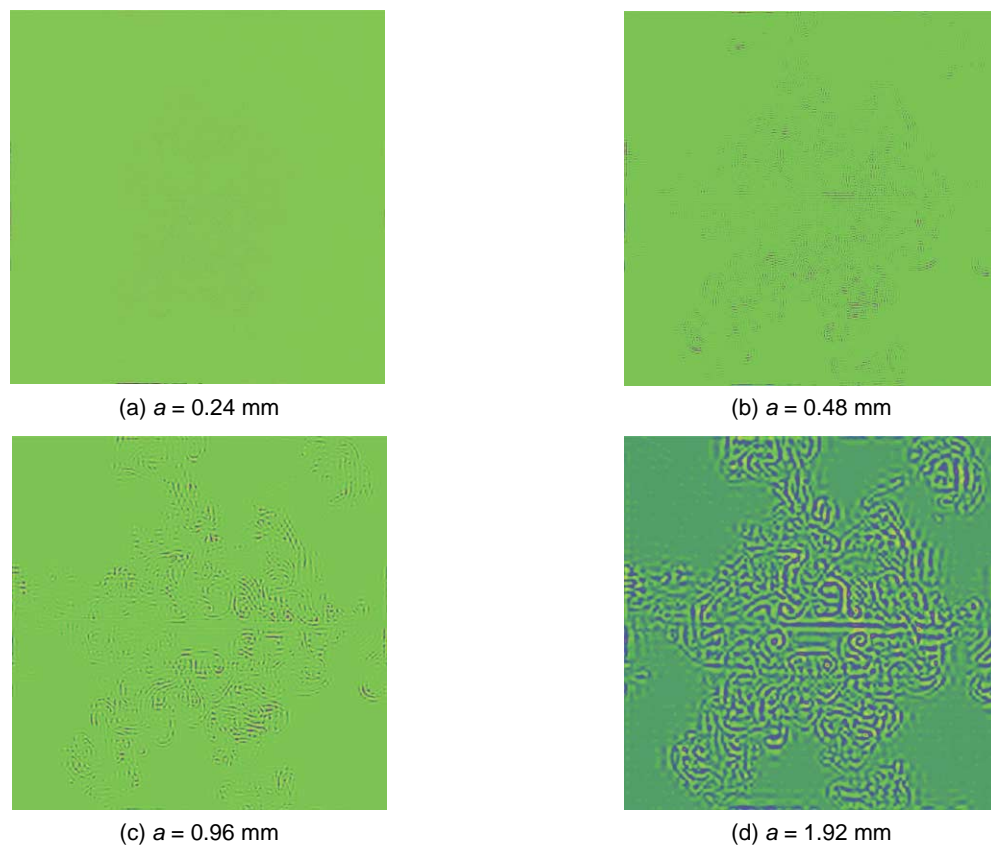 (a) a = 0.24 mm
(b) a = 0.48 mm
(c) a = 0.96 mm
(d) a = 1.92 mm